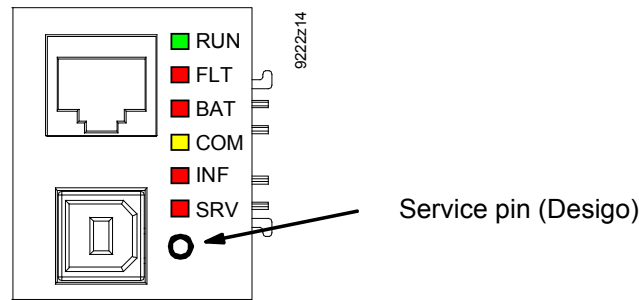 RUN
FLT
BAT
COM
INF
SRV
9222z14
Service pin (Desigo)